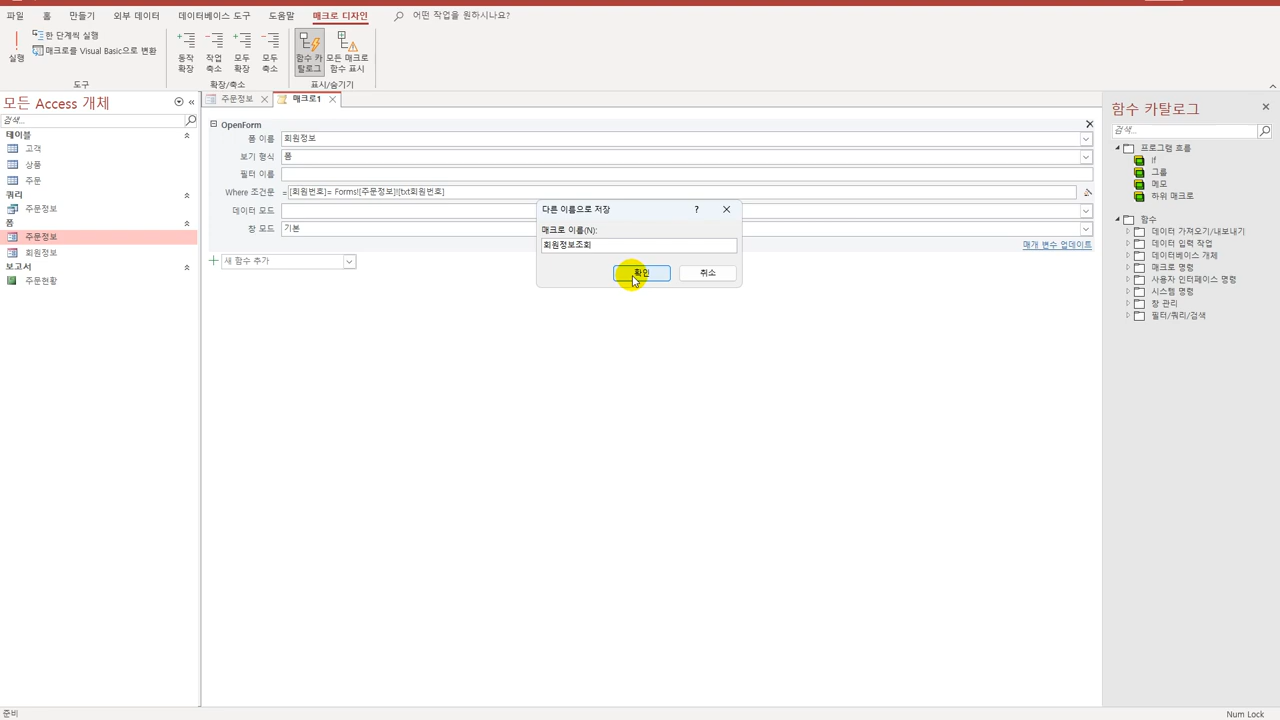 파일 홈 만들기 외부 데이터 데이터베이스 도구 도움말 매크로 디자인 어떤 작업을 원하시나요?
실행
한 단계씩 실행
매크로를 Visual Basic으로 변환
도구
동작 확장
작업 축소
모두 확장
모두 축소
확장/축소
함수 카탈로그
모든 매크로 함수 표시
표시/숨기기
모든 Access 개체
검색...
테이블
고객
상품
주문
쿼리
주문정보
폼
주문정보
회원정보
보고서
주문현황
주문정보 매크로1
OpenForm
폼 이름 회원정보
보기 형식 폼
필터 이름
Where 조건문 =[회원번호]= Forms![주문정보]![txt회원번호]
데이터 모드
창 모드 기본
매개 변수 업데이트
새 함수 추가
다른 이름으로 저장 ?
매크로 이름(N):
회원정보조회
확인 취소
함수 카탈로그
검색...
프로그램 흐름
If
그룹
메모
하위 매크로
함수
데이터 가져오기/내보내기
데이터 입력 작업
데이터베이스 개체
매크로 명령
사용자 인터페이스 명령
시스템 명령
창 관리
필터/쿼리/검색
준비 Num Lock